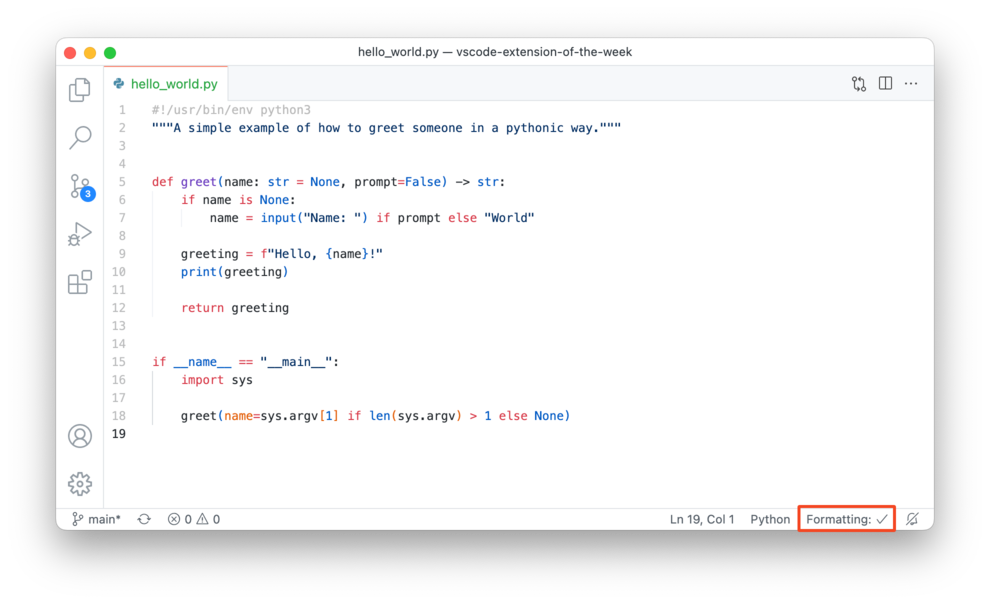 hello_world.py — vscode-extension-of-the-week
hello_world.py
1 #!/usr/bin/env python3
2 """A simple example of how to greet someone in a pythonic way."""
3
4
5 def greet(name: str = None, prompt=False) -> str:
6     if name is None:
7         name = input("Name: ") if prompt else "World"
8
9     greeting = f"Hello, {name}!"
10     print(greeting)
11
12     return greeting
13
14
15 if __name__ == "__main__":
16     import sys
17
18     greet(name=sys.argv[1] if len(sys.argv) > 1 else None)
19
3
main* 0 0 Ln 19, Col 1 Python Formatting: ✓